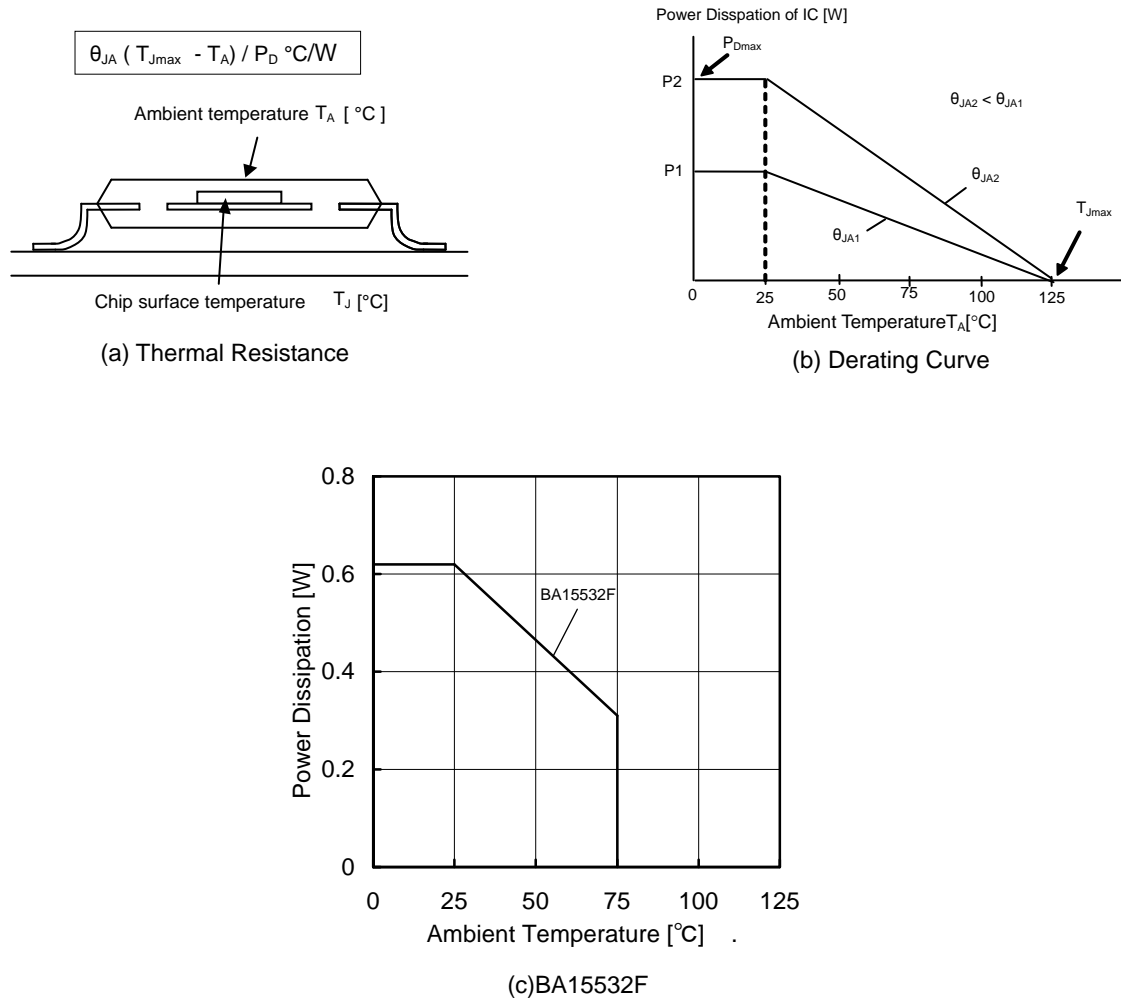 θJA ( TJmax - TA) / PD °C/W
Ambient temperature TA [ °C ]
Chip surface temperature TJ [°C]
(a) Thermal Resistance
Power Disspation of IC [W]
PDmax
P2
P1
θJA2 < θJA1
θJA2
θJA1
TJmax
0 25 50 75 100 125
Ambient TemperatureTA[°C]
(b) Derating Curve
0.8
0.6
0.4
0.2
0
Power Dissipation [W]
BA15532F
0 25 50 75 100 125
Ambient Temperature [°C] .
(c)BA15532F